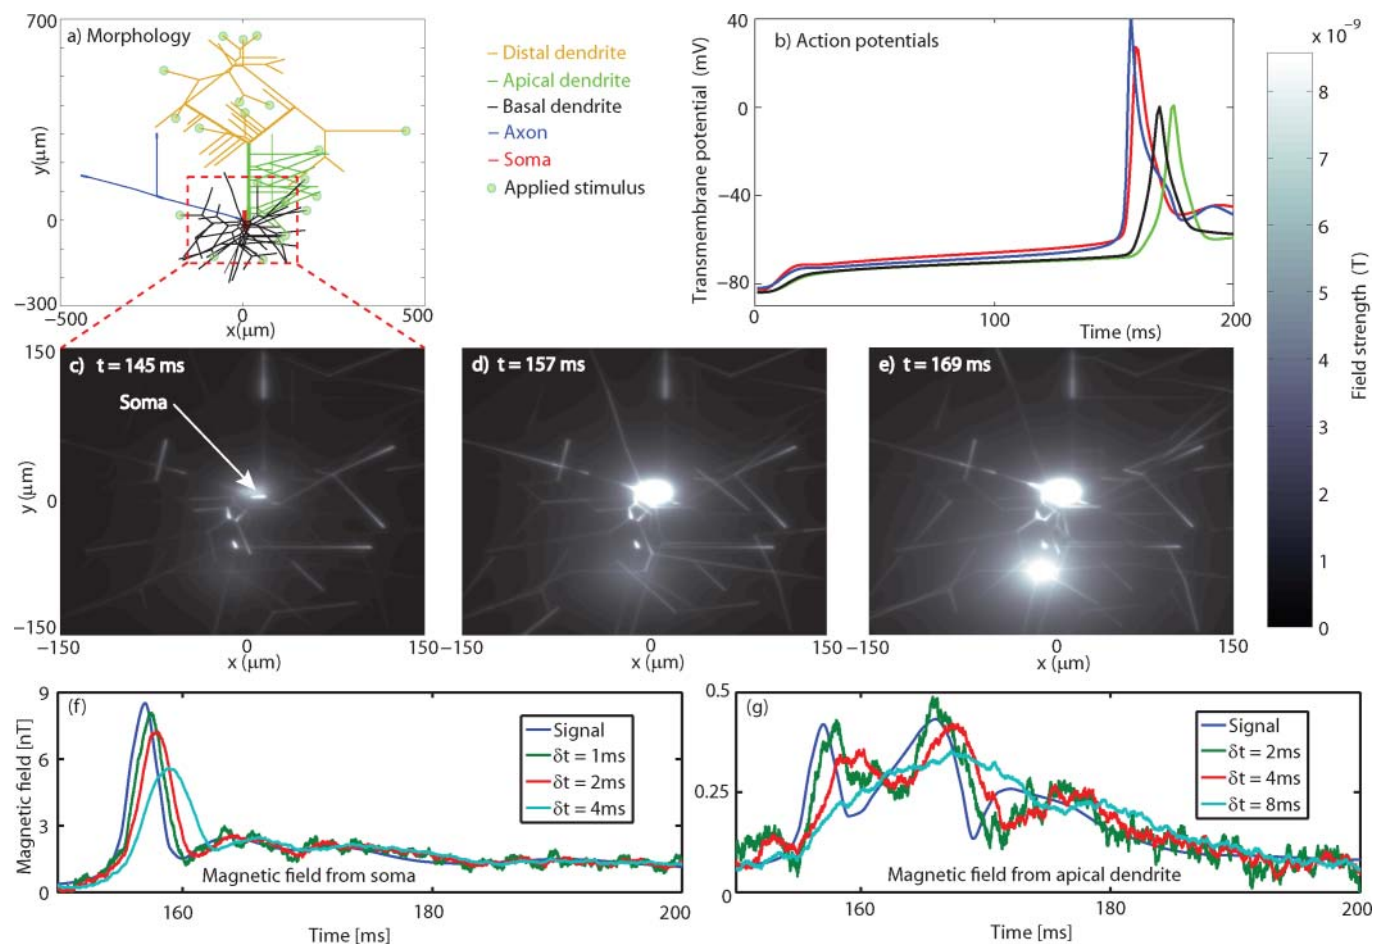 a) Morphology
700
0
−300
y(μm)
−500
0
500
x(μm)
Distal dendrite
Apical dendrite
Basal dendrite
Axon
Soma
Applied stimulus
b) Action potentials
40
0
−40
−80
Transmembrane potential (mV)
0
100
200
Time (ms)
x 10⁻⁹
8
7
6
5
4
3
2
1
0
Field strength (T)
c) t = 145 ms
Soma
150
0
−150
y (μm)
−150
0
150
x (μm)
d) t = 157 ms
−150
0
150
x (μm)
e) t = 169 ms
−150
0
150
x (μm)
(f)
9
6
3
0
Magnetic field [nT]
Signal
δt = 1ms
δt = 2ms
δt = 4ms
Magnetic field from soma
160
180
200
Time [ms]
(g)
0.5
0.25
0
Signal
δt = 2ms
δt = 4ms
δt = 8ms
Magnetic field from apical dendrite
160
180
200
Time [ms]